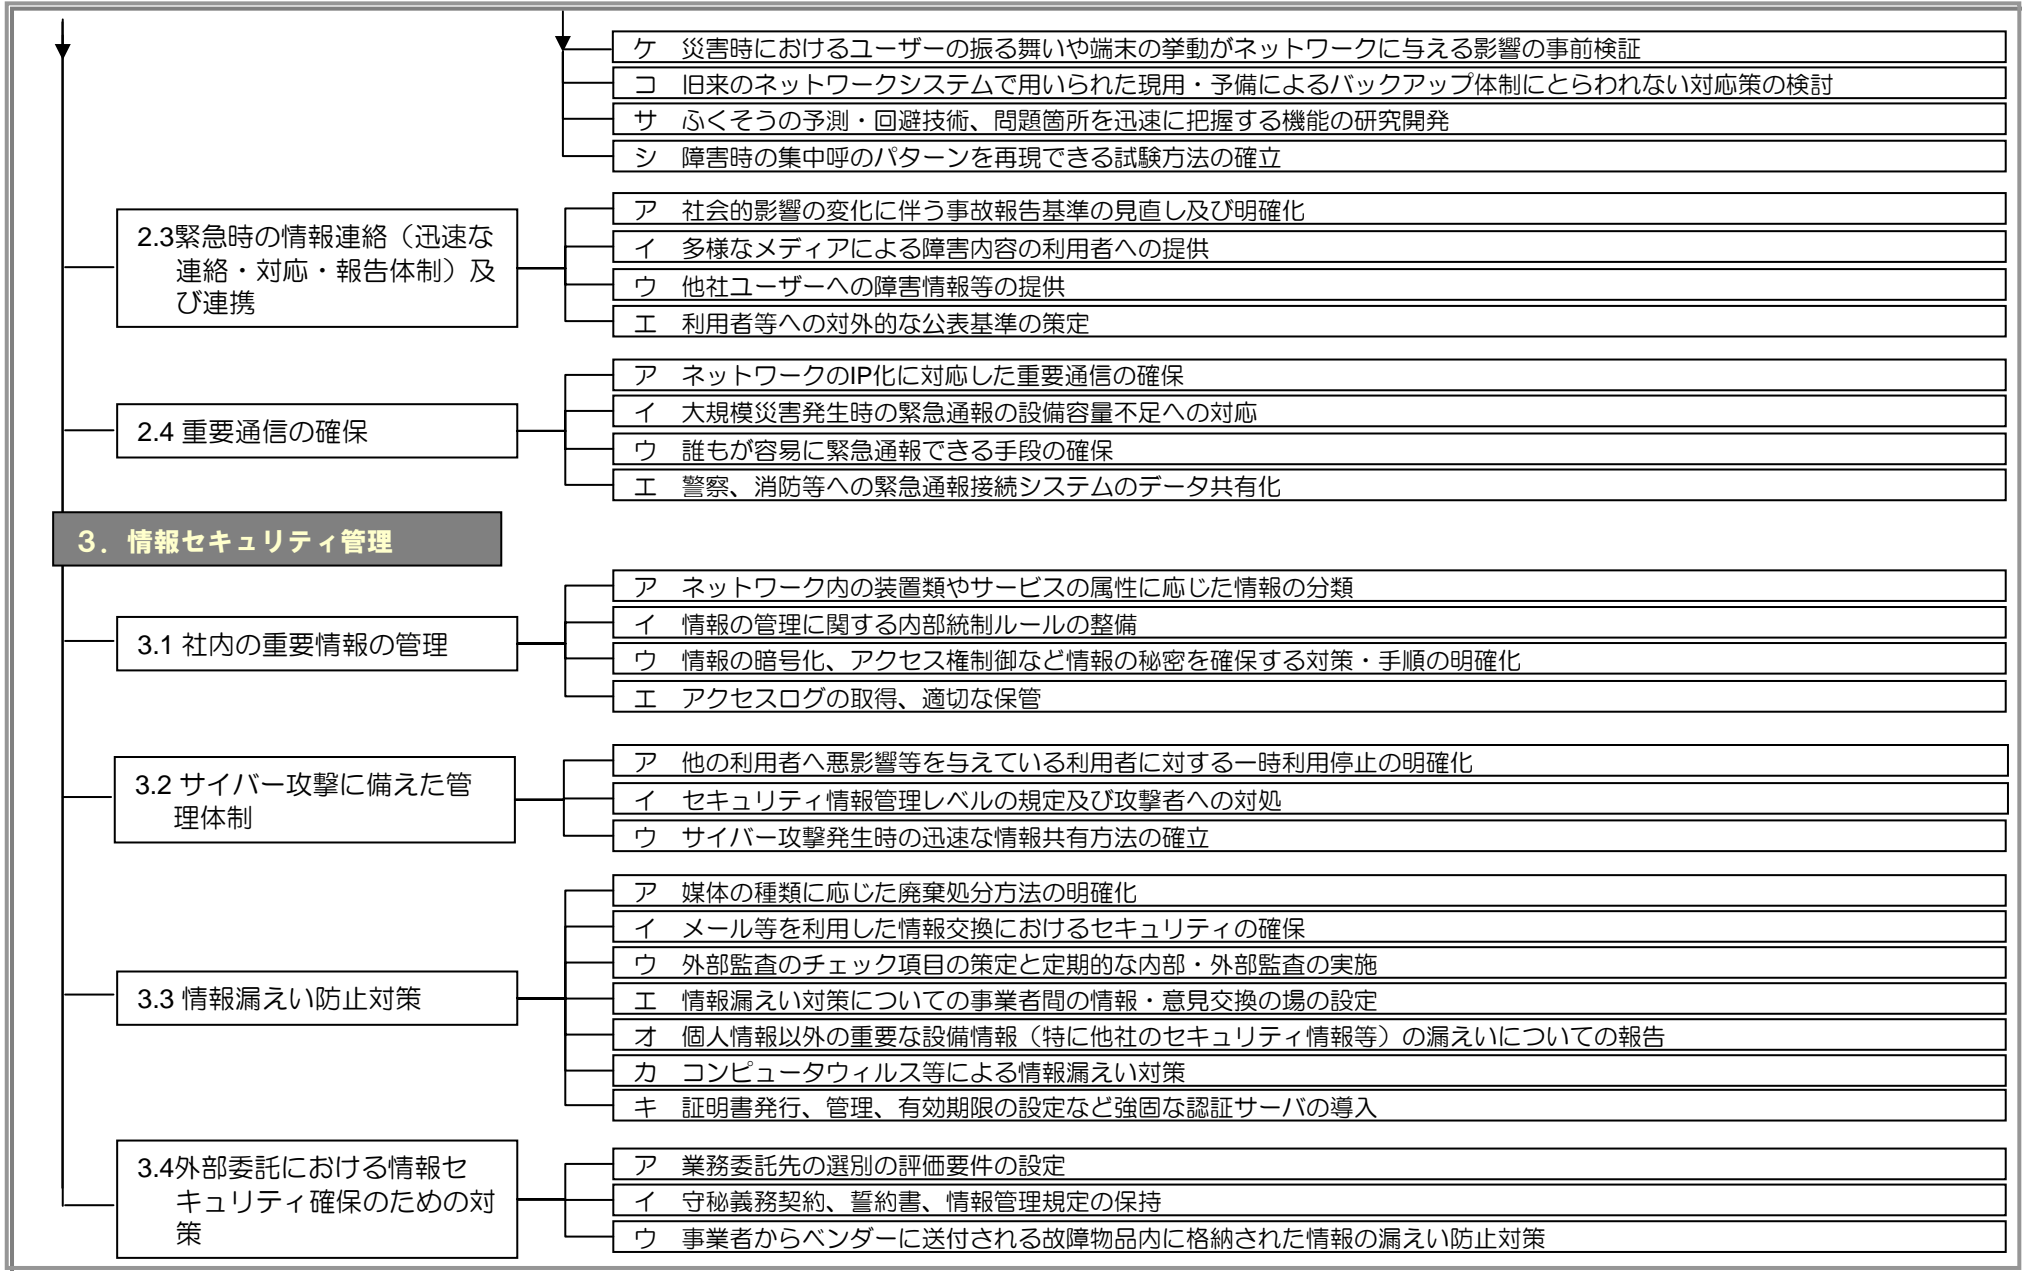 ケ 災害時におけるユーザーの振る舞いや端末の挙動がネットワークに与える影響の事前検証
コ 旧来のネットワークシステムで用いられた現用・予備によるバックアップ体制にとらわれない対応策の検討
サ ふくそうの予測・回避技術、問題箇所を迅速に把握する機能の研究開発
シ 障害時の集中呼のパターンを再現できる試験方法の確立
2.3緊急時の情報連絡（迅速な
連絡・対応・報告体制）及
び連携
ア 社会的影響の変化に伴う事故報告基準の見直し及び明確化
イ 多様なメディアによる障害内容の利用者への提供
ウ 他社ユーザーへの障害情報等の提供
エ 利用者等への対外的な公表基準の策定
2.4 重要通信の確保
ア ネットワークのIP化に対応した重要通信の確保
イ 大規模災害発生時の緊急通報の設備容量不足への対応
ウ 誰もが容易に緊急通報できる手段の確保
エ 警察、消防等への緊急通報接続システムのデータ共有化
３．情報セキュリティ管理
3.1 社内の重要情報の管理
ア ネットワーク内の装置類やサービスの属性に応じた情報の分類
イ 情報の管理に関する内部統制ルールの整備
ウ 情報の暗号化、アクセス権制御など情報の秘密を確保する対策・手順の明確化
エ アクセスログの取得、適切な保管
3.2 サイバー攻撃に備えた管
理体制
ア 他の利用者へ悪影響等を与えている利用者に対する一時利用停止の明確化
イ セキュリティ情報管理レベルの規定及び攻撃者への対処
ウ サイバー攻撃発生時の迅速な情報共有方法の確立
3.3 情報漏えい防止対策
ア 媒体の種類に応じた廃棄処分方法の明確化
イ メール等を利用した情報交換におけるセキュリティの確保
ウ 外部監査のチェック項目の策定と定期的な内部・外部監査の実施
エ 情報漏えい対策についての事業者間の情報・意見交換の場の設定
オ 個人情報以外の重要な設備情報（特に他社のセキュリティ情報等）の漏えいについての報告
カ コンピュータウィルス等による情報漏えい対策
キ 証明書発行、管理、有効期限の設定など強固な認証サーバの導入
3.4外部委託における情報セ
キュリティ確保のための対
策
ア 業務委託先の選別の評価要件の設定
イ 守秘義務契約、誓約書、情報管理規定の保持
ウ 事業者からベンダーに送付される故障物品内に格納された情報の漏えい防止対策